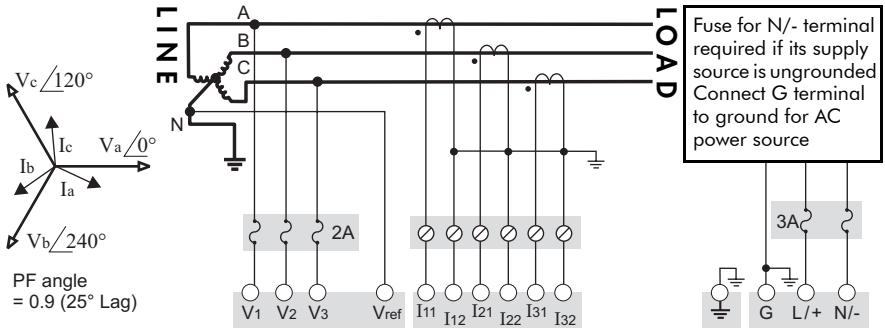 LINE
A
B
C
N
LOAD
Fuse for N/- terminal
required if its supply
source is ungrounded
Connect G terminal
to ground for AC
power source
Vc /120°
Ic
Va /0°
Ib
Ia
Vb /240°
PF angle
= 0.9 (25° Lag)
2A
3A
V1 V2 V3 Vref I11 I12 I21 I22 I31 I32 G L/+ N/-